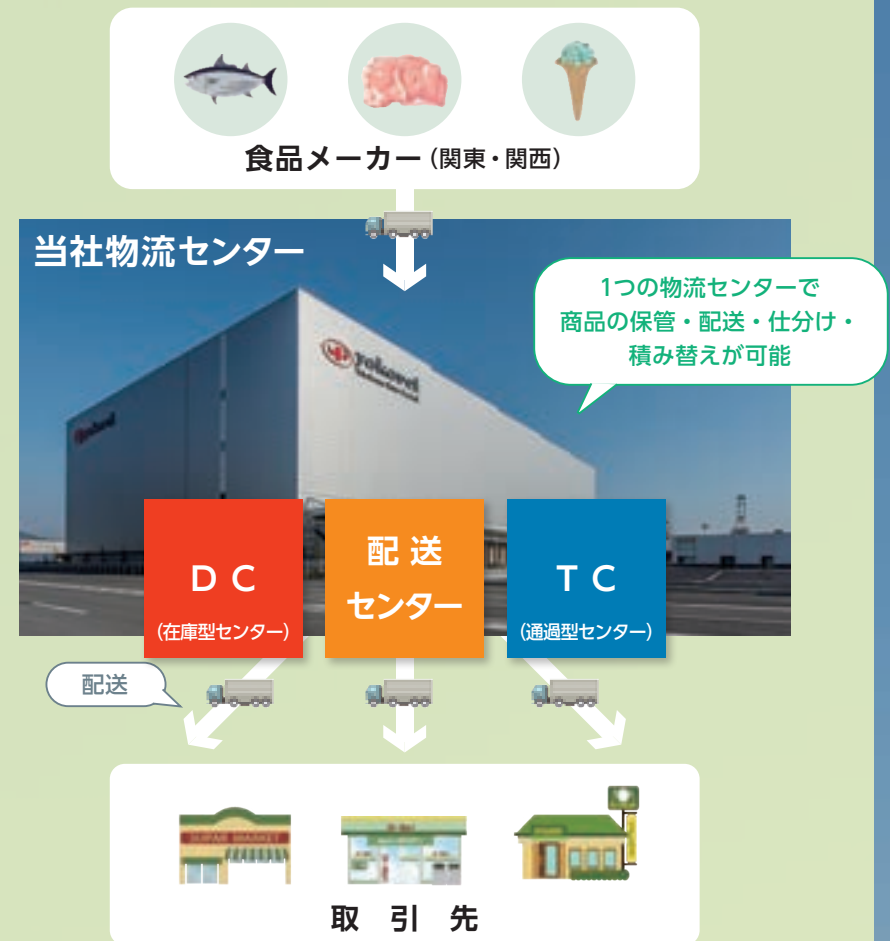 食品メーカー(関東・関西)
当社物流センター
1つの物流センターで
商品の保管・配送・仕分け・
積み替えが可能
yokorei
DC
(在庫型センター)
配送
センター
TC
(通過型センター)
配送
取引先